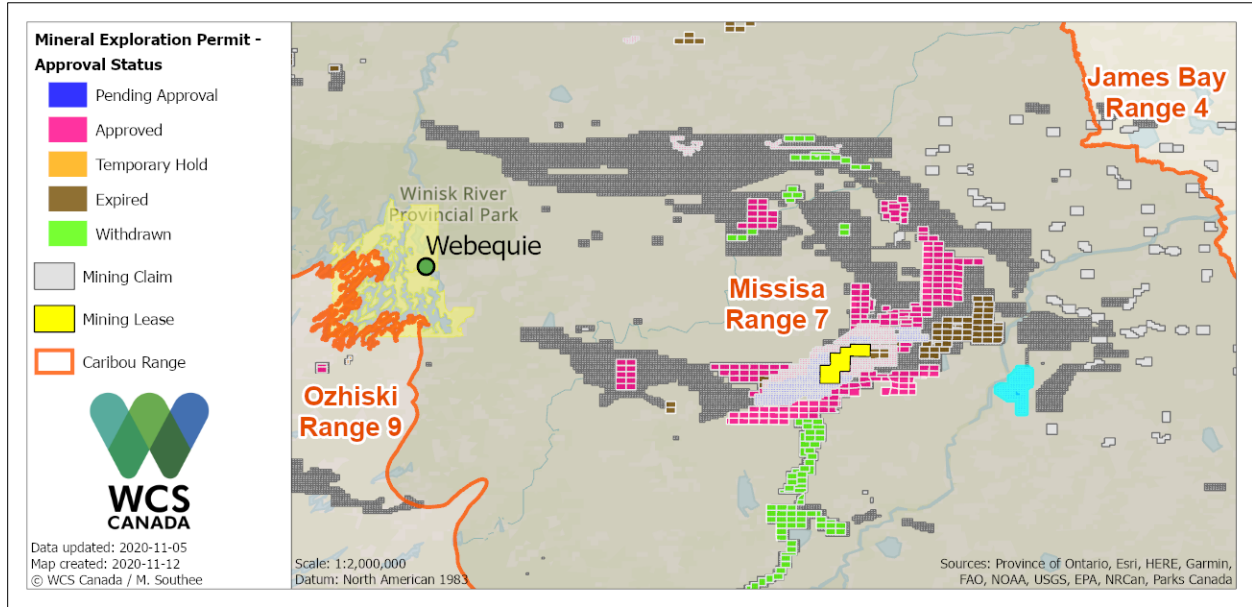 Mineral Exploration Permit -
Approval Status
Pending Approval
Approved
Temporary Hold
Expired
Withdrawn
Mining Claim
Mining Lease
Caribou Range
WCS
CANADA
Data updated: 2020-11-05
Map created: 2020-11-12
© WCS Canada / M. Southee
James Bay
Range 4
Winisk River
Provincial Park
Webequie
Missisa
Range 7
Ozhiski
Range 9
Scale: 1:2,000,000
Datum: North American 1983
Sources: Province of Ontario, Esri, HERE, Garmin,
FAO, NOAA, USGS, EPA, NRCan, Parks Canada